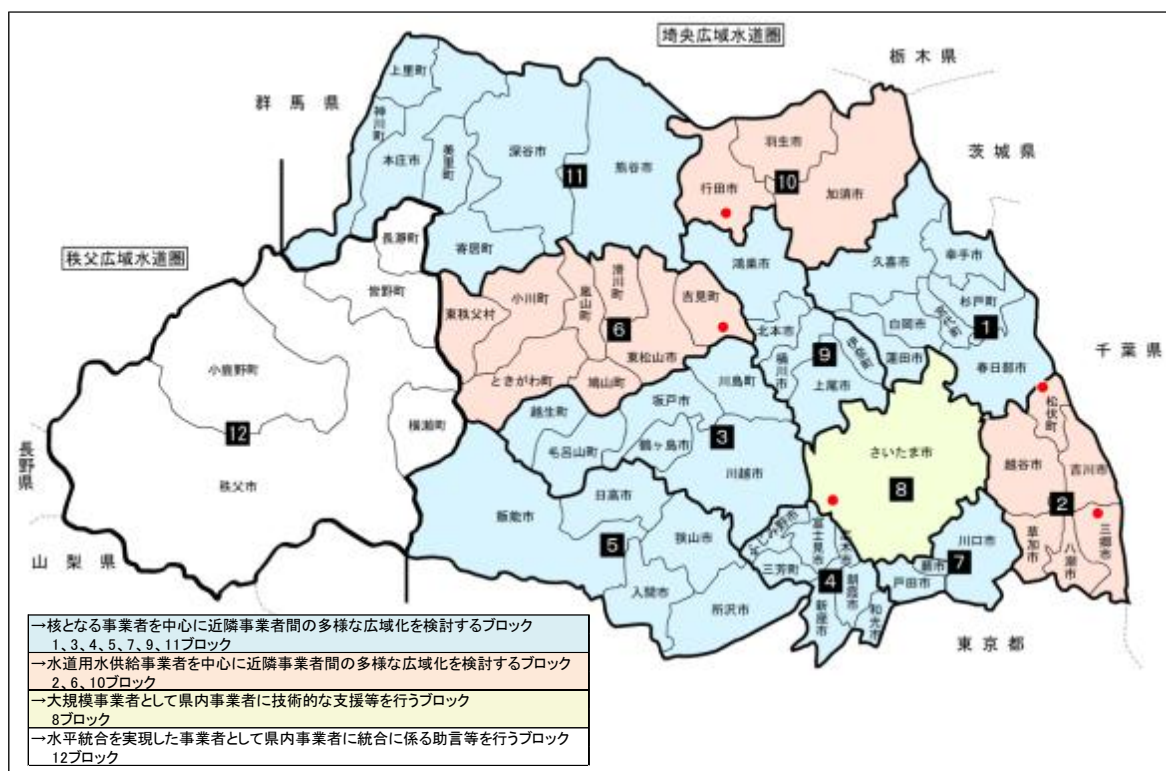 埼央広域水道圏
栃木県
群馬県
茨城県
千葉県
秩父広域水道圏
長野県
山梨県
東京都
上里町
神川町
本庄市
美里町
深谷市
熊谷市
11
寄居町
羽生市
行田市
10
加須市
長瀞町
皆野町
小鹿野町
横瀬町
12
秩父市
東秩父村
小川町
嵐山町
滑川町
吉見町
6
東松山市
ときがわ町
鳩山町
鴻巣市
北本市
桶川市
伊奈町
9
上尾市
久喜市
幸手市
杉戸町
宮代町
白岡市
1
蓮田市
春日部市
川島町
坂戸市
越生町
毛呂山町
鶴ヶ島市
3
川越市
さいたま市
8
松伏町
越谷市
吉川市
2
三郷市
草加市
八潮市
日高市
飯能市
5
狭山市
入間市
所沢市
ふじみ野市
富士見市
志木市
三芳町
4
朝霞市
新座市
和光市
川口市
蕨市
7
戸田市
→核となる事業者を中心に近隣事業者間の多様な広域化を検討するブロック
1、3、4、5、7、9、11ブロック
→水道用水供給事業者を中心に近隣事業者間の多様な広域化を検討するブロック
2、6、10ブロック
→大規模事業者として県内事業者に技術的な支援等を行うブロック
8ブロック
→水平統合を実現した事業者として県内事業者に統合に係る助言等を行うブロック
12ブロック